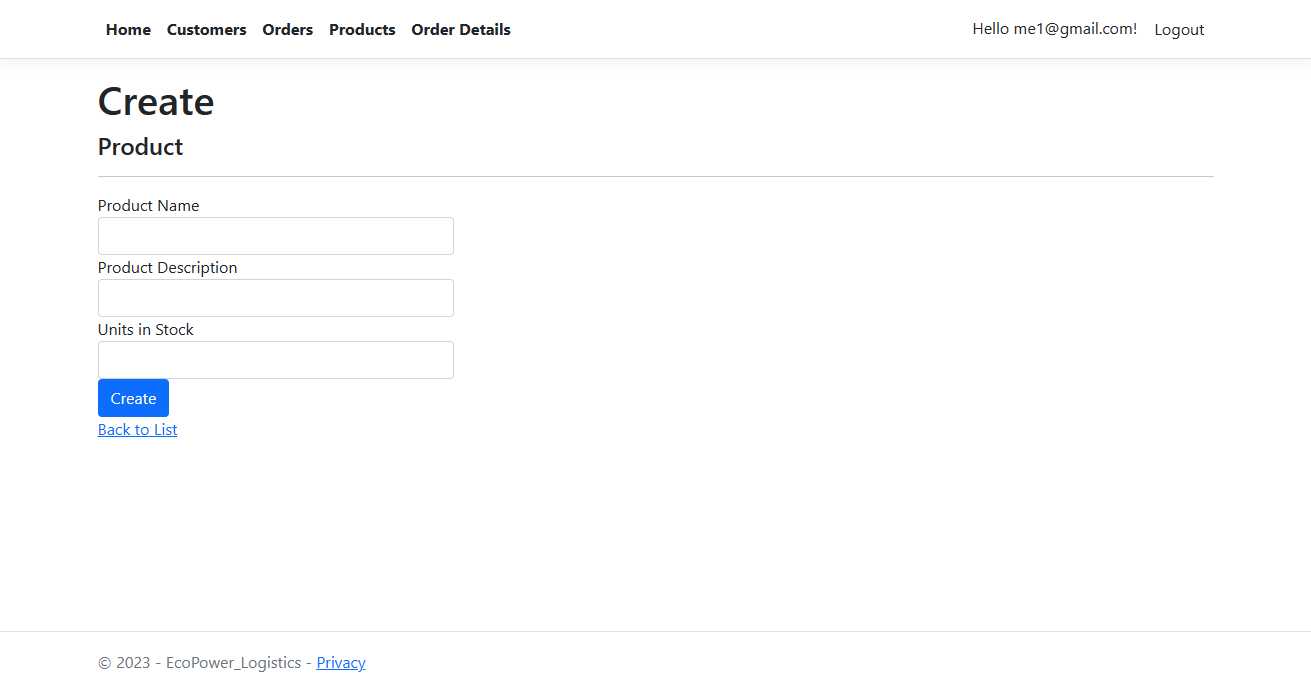 Home Customers Orders Products Order Details Hello me1@gmail.com! Logout
Create
Product
Product Name
Product Description
Units in Stock
Create
Back to List
© 2023 - EcoPower_Logistics - Privacy